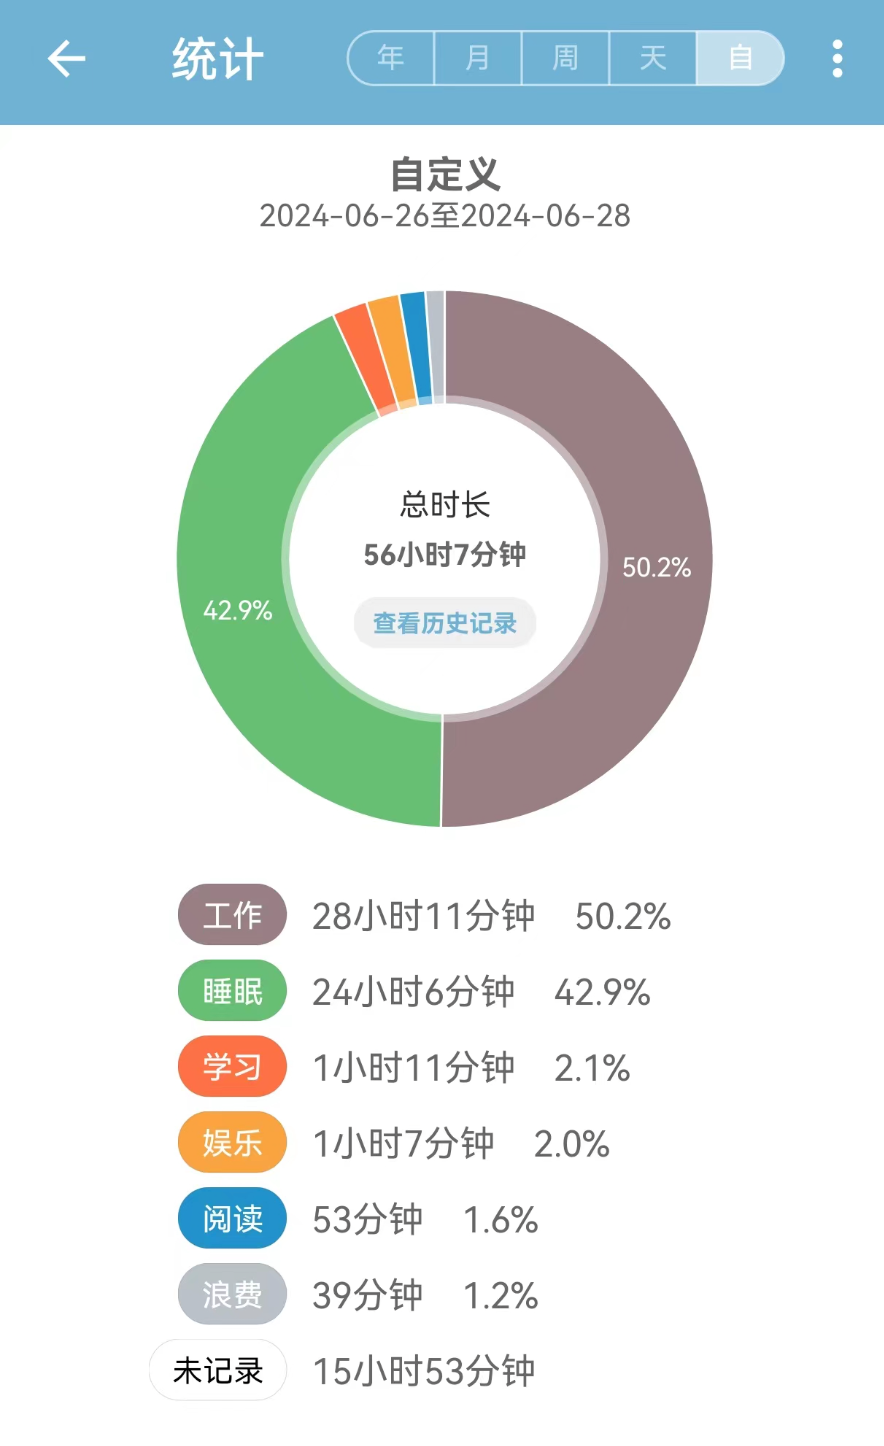 统计 年 月 周 天 自
自定义
2024-06-26至2024-06-28
总时长
56小时7分钟
50.2%
42.9%
查看历史记录
工作 28小时11分钟 50.2%
睡眠 24小时6分钟 42.9%
学习 1小时11分钟 2.1%
娱乐 1小时7分钟 2.0%
阅读 53分钟 1.6%
浪费 39分钟 1.2%
未记录 15小时53分钟